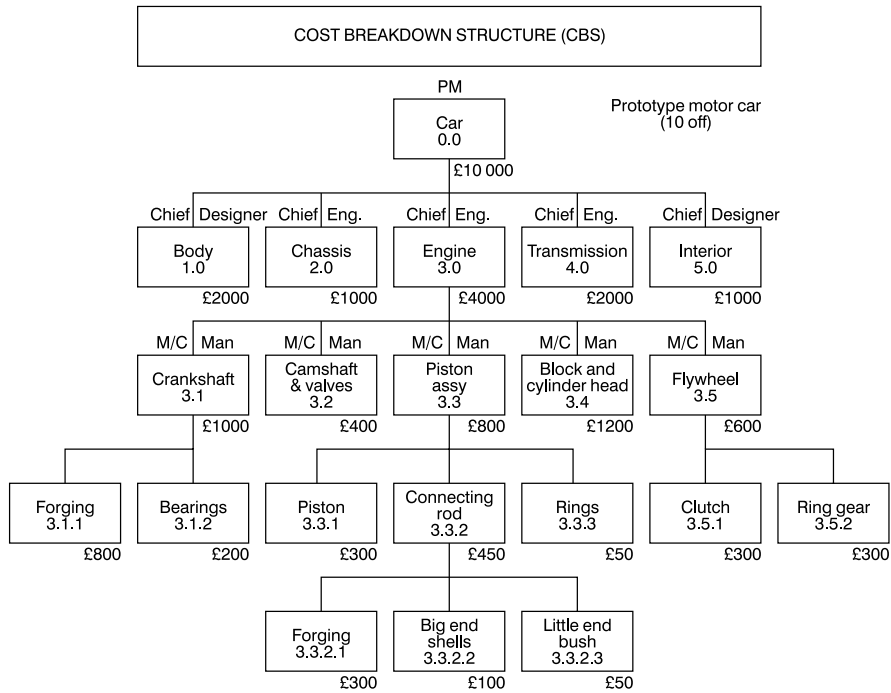 COST BREAKDOWN STRUCTURE (CBS)
PM
Prototype motor car
(10 off)
Car
0.0
£10 000
Chief Designer
Chief Eng.
Chief Eng.
Chief Eng.
Chief Designer
Body
1.0
Chassis
2.0
Engine
3.0
Transmission
4.0
Interior
5.0
£2000
£1000
£4000
£2000
£1000
M/C Man
M/C Man
M/C Man
M/C Man
M/C Man
Crankshaft
3.1
Camshaft
& valves
3.2
Piston
assy
3.3
Block and
cylinder head
3.4
Flywheel
3.5
£1000
£400
£800
£1200
£600
Forging
3.1.1
Bearings
3.1.2
Piston
3.3.1
Connecting
rod
3.3.2
Rings
3.3.3
Clutch
3.5.1
Ring gear
3.5.2
£800
£200
£300
£450
£50
£300
£300
Forging
3.3.2.1
Big end
shells
3.3.2.2
Little end
bush
3.3.2.3
£300
£100
£50